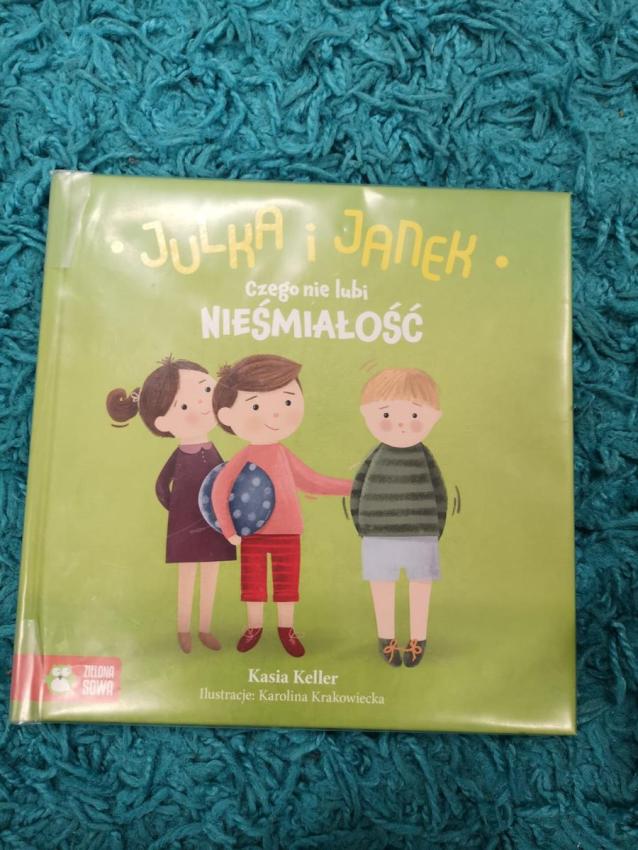 • JULKA i JANEK •
Czego nie lubi
NIEŚMIAŁOŚĆ
Kasia Keller
Ilustracje: Karolina Krakowiecka
ZIELONA
SOWA